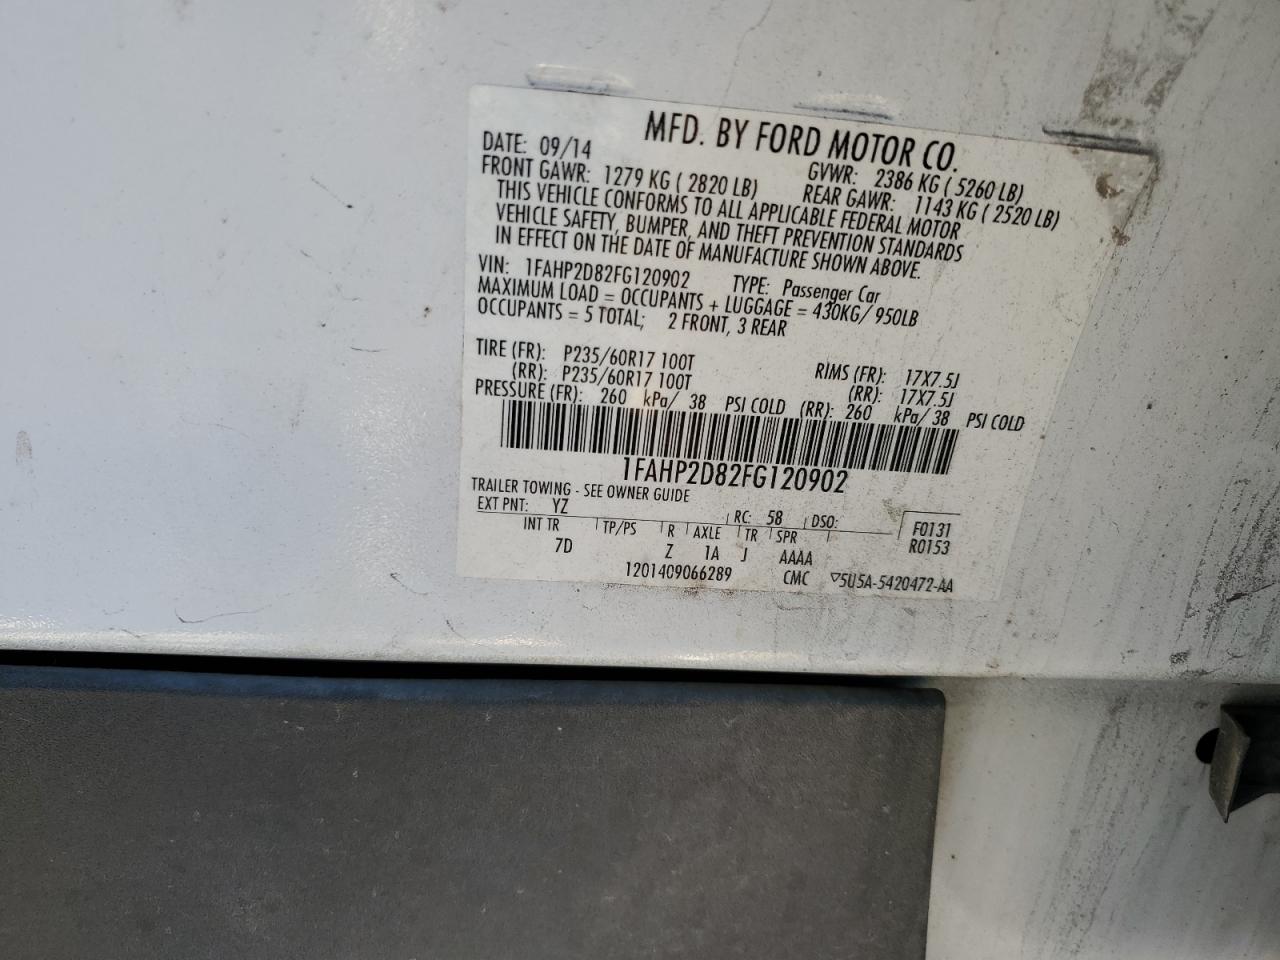 MFD. BY FORD MOTOR CO.
DATE: 09/14 GVWR: 2386 KG ( 5260 LB)
FRONT GAWR: 1279 KG ( 2820 LB) REAR GAWR: 1143 KG ( 2520 LB)
THIS VEHICLE CONFORMS TO ALL APPLICABLE FEDERAL MOTOR
VEHICLE SAFETY, BUMPER, AND THEFT PREVENTION STANDARDS
IN EFFECT ON THE DATE OF MANUFACTURE SHOWN ABOVE.
VIN: 1FAHP2D82FG120902 TYPE: Passenger Car
MAXIMUM LOAD = OCCUPANTS + LUGGAGE = 430KG/ 950LB
OCCUPANTS = 5 TOTAL; 2 FRONT, 3 REAR
TIRE (FR): P235/60R17 100T RIMS (FR): 17X7.5J
(RR): P235/60R17 100T (RR): 17X7.5J
PRESSURE (FR): 260 kPa/ 38 PSI COLD (RR): 260 kPa/ 38 PSI COLD
1FAHP2D82FG120902
TRAILER TOWING - SEE OWNER GUIDE
EXT PNT: YZ RC: 58 DSO: F0131
INT TR TP/PS R AXLE TR SPR R0153
7D Z 1A J AAAA
1201409066289 CMC ▽5U5A-5420472-AA